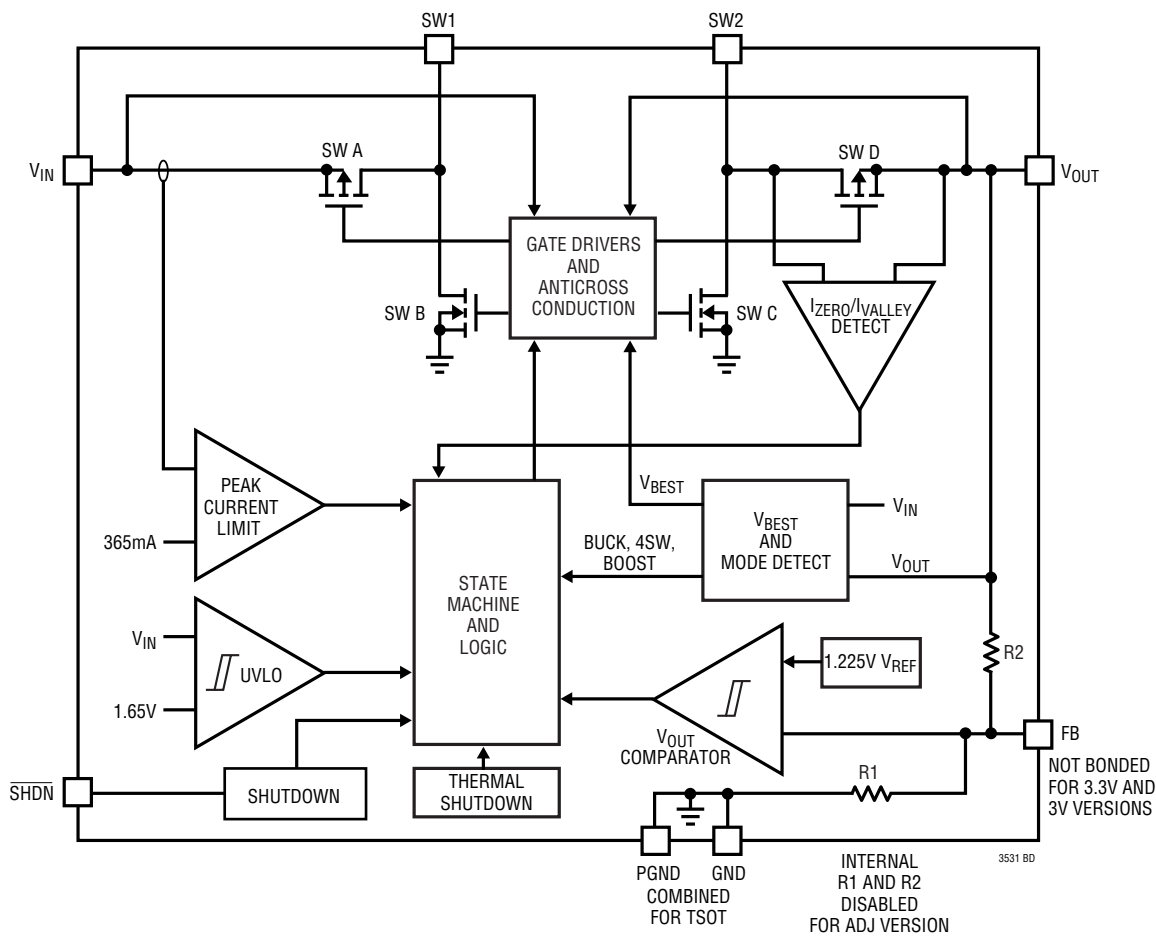 SW1
SW2
SW A
SW D
VIN
VOUT
GATE DRIVERS
AND
ANTICROSS
CONDUCTION
SW B
SW C
IZERO/IVALLEY
DETECT
PEAK
CURRENT
LIMIT
365mA
VBEST
VBEST
AND
MODE DETECT
VIN
BUCK, 4SW,
BOOST
VOUT
STATE
MACHINE
AND
LOGIC
VIN
UVLO
1.65V
1.225V VREF
R2
VOUT
COMPARATOR
FB
NOT BONDED
FOR 3.3V AND
3V VERSIONS
SHDN
SHUTDOWN
THERMAL
SHUTDOWN
R1
PGND
GND
COMBINED
FOR TSOT
INTERNAL
R1 AND R2
DISABLED
FOR ADJ VERSION
3531 BD